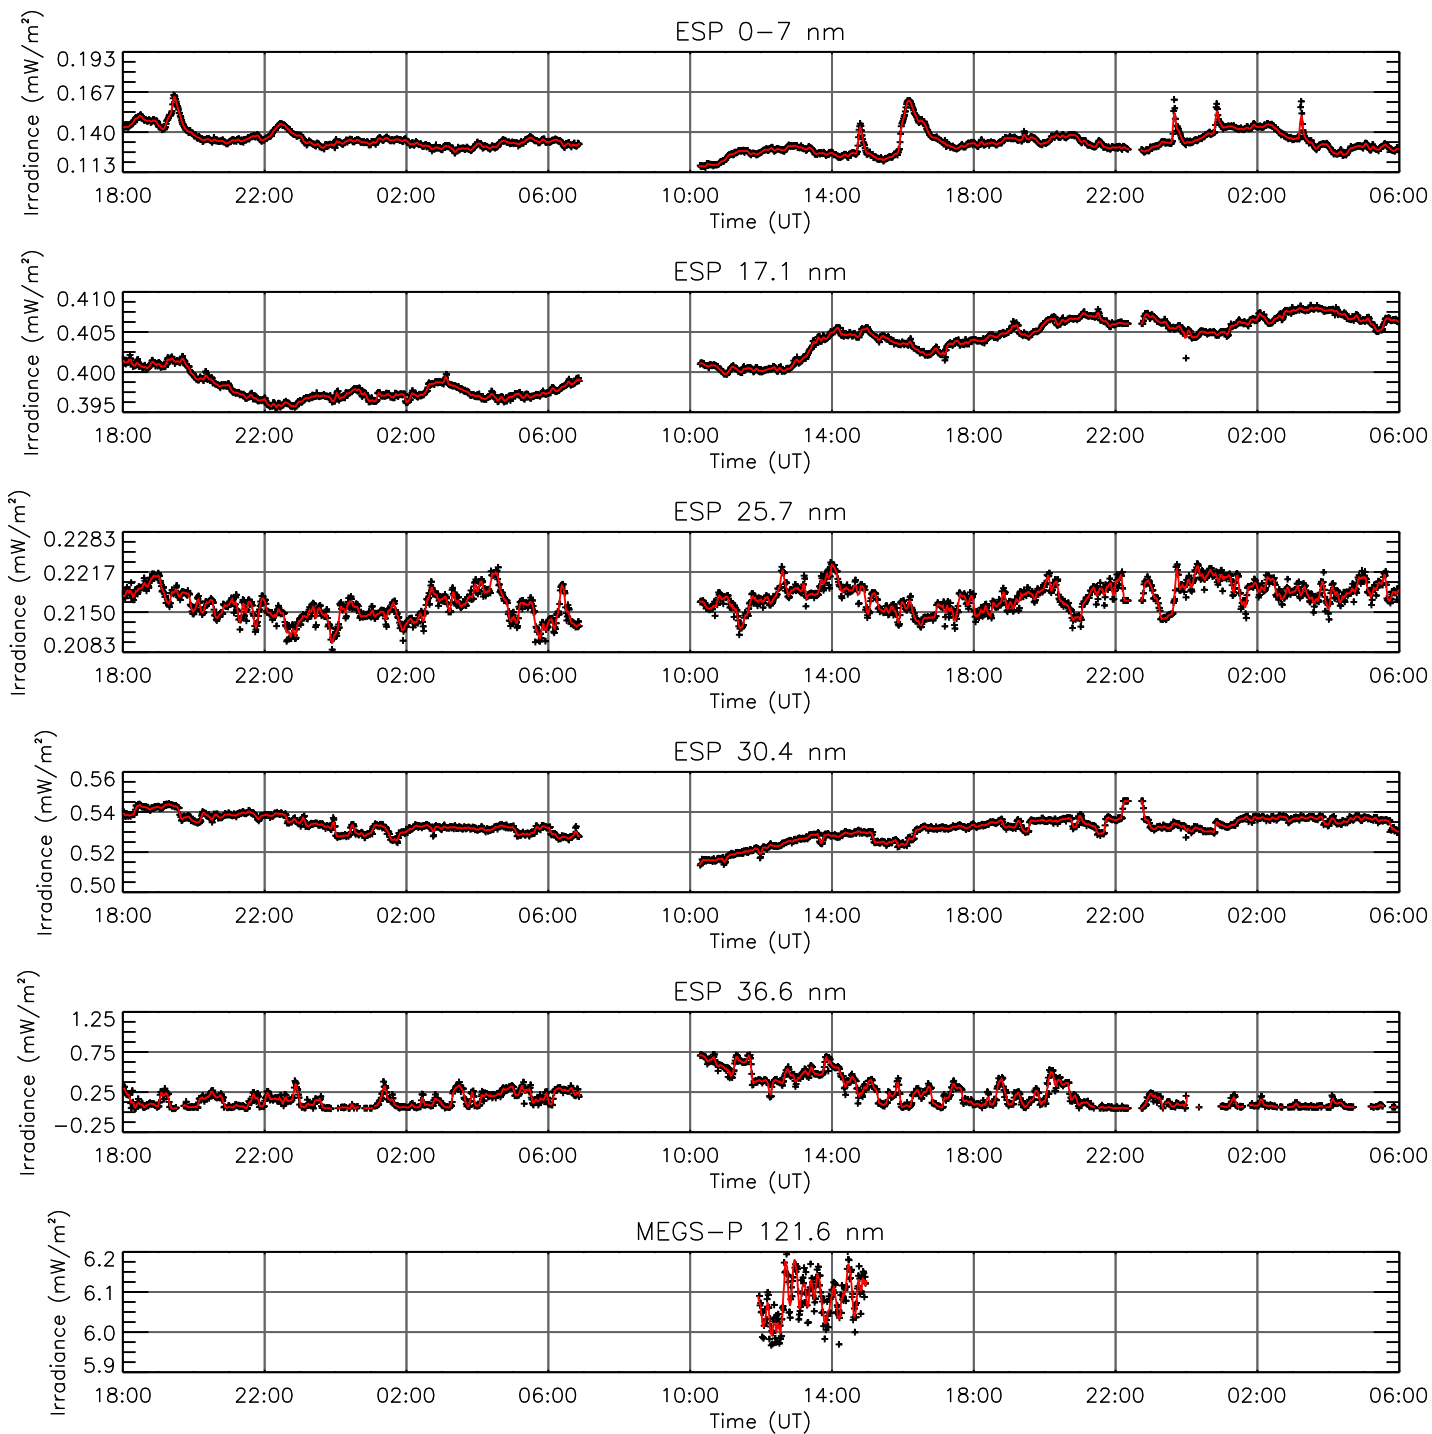 ESP 0-7 nm
Irradiance (mW/m²)
0.193
0.167
0.140
0.113
18:00 22:00 02:00 06:00 10:00 14:00 18:00 22:00 02:00 06:00
Time (UT)
ESP 17.1 nm
Irradiance (mW/m²)
0.410
0.405
0.400
0.395
18:00 22:00 02:00 06:00 10:00 14:00 18:00 22:00 02:00 06:00
Time (UT)
ESP 25.7 nm
Irradiance (mW/m²)
0.2283
0.2217
0.2150
0.2083
18:00 22:00 02:00 06:00 10:00 14:00 18:00 22:00 02:00 06:00
Time (UT)
ESP 30.4 nm
Irradiance (mW/m²)
0.56
0.54
0.52
0.50
18:00 22:00 02:00 06:00 10:00 14:00 18:00 22:00 02:00 06:00
Time (UT)
ESP 36.6 nm
Irradiance (mW/m²)
1.25
0.75
0.25
-0.25
18:00 22:00 02:00 06:00 10:00 14:00 18:00 22:00 02:00 06:00
Time (UT)
MEGS-P 121.6 nm
Irradiance (mW/m²)
6.2
6.1
6.0
5.9
18:00 22:00 02:00 06:00 10:00 14:00 18:00 22:00 02:00 06:00
Time (UT)